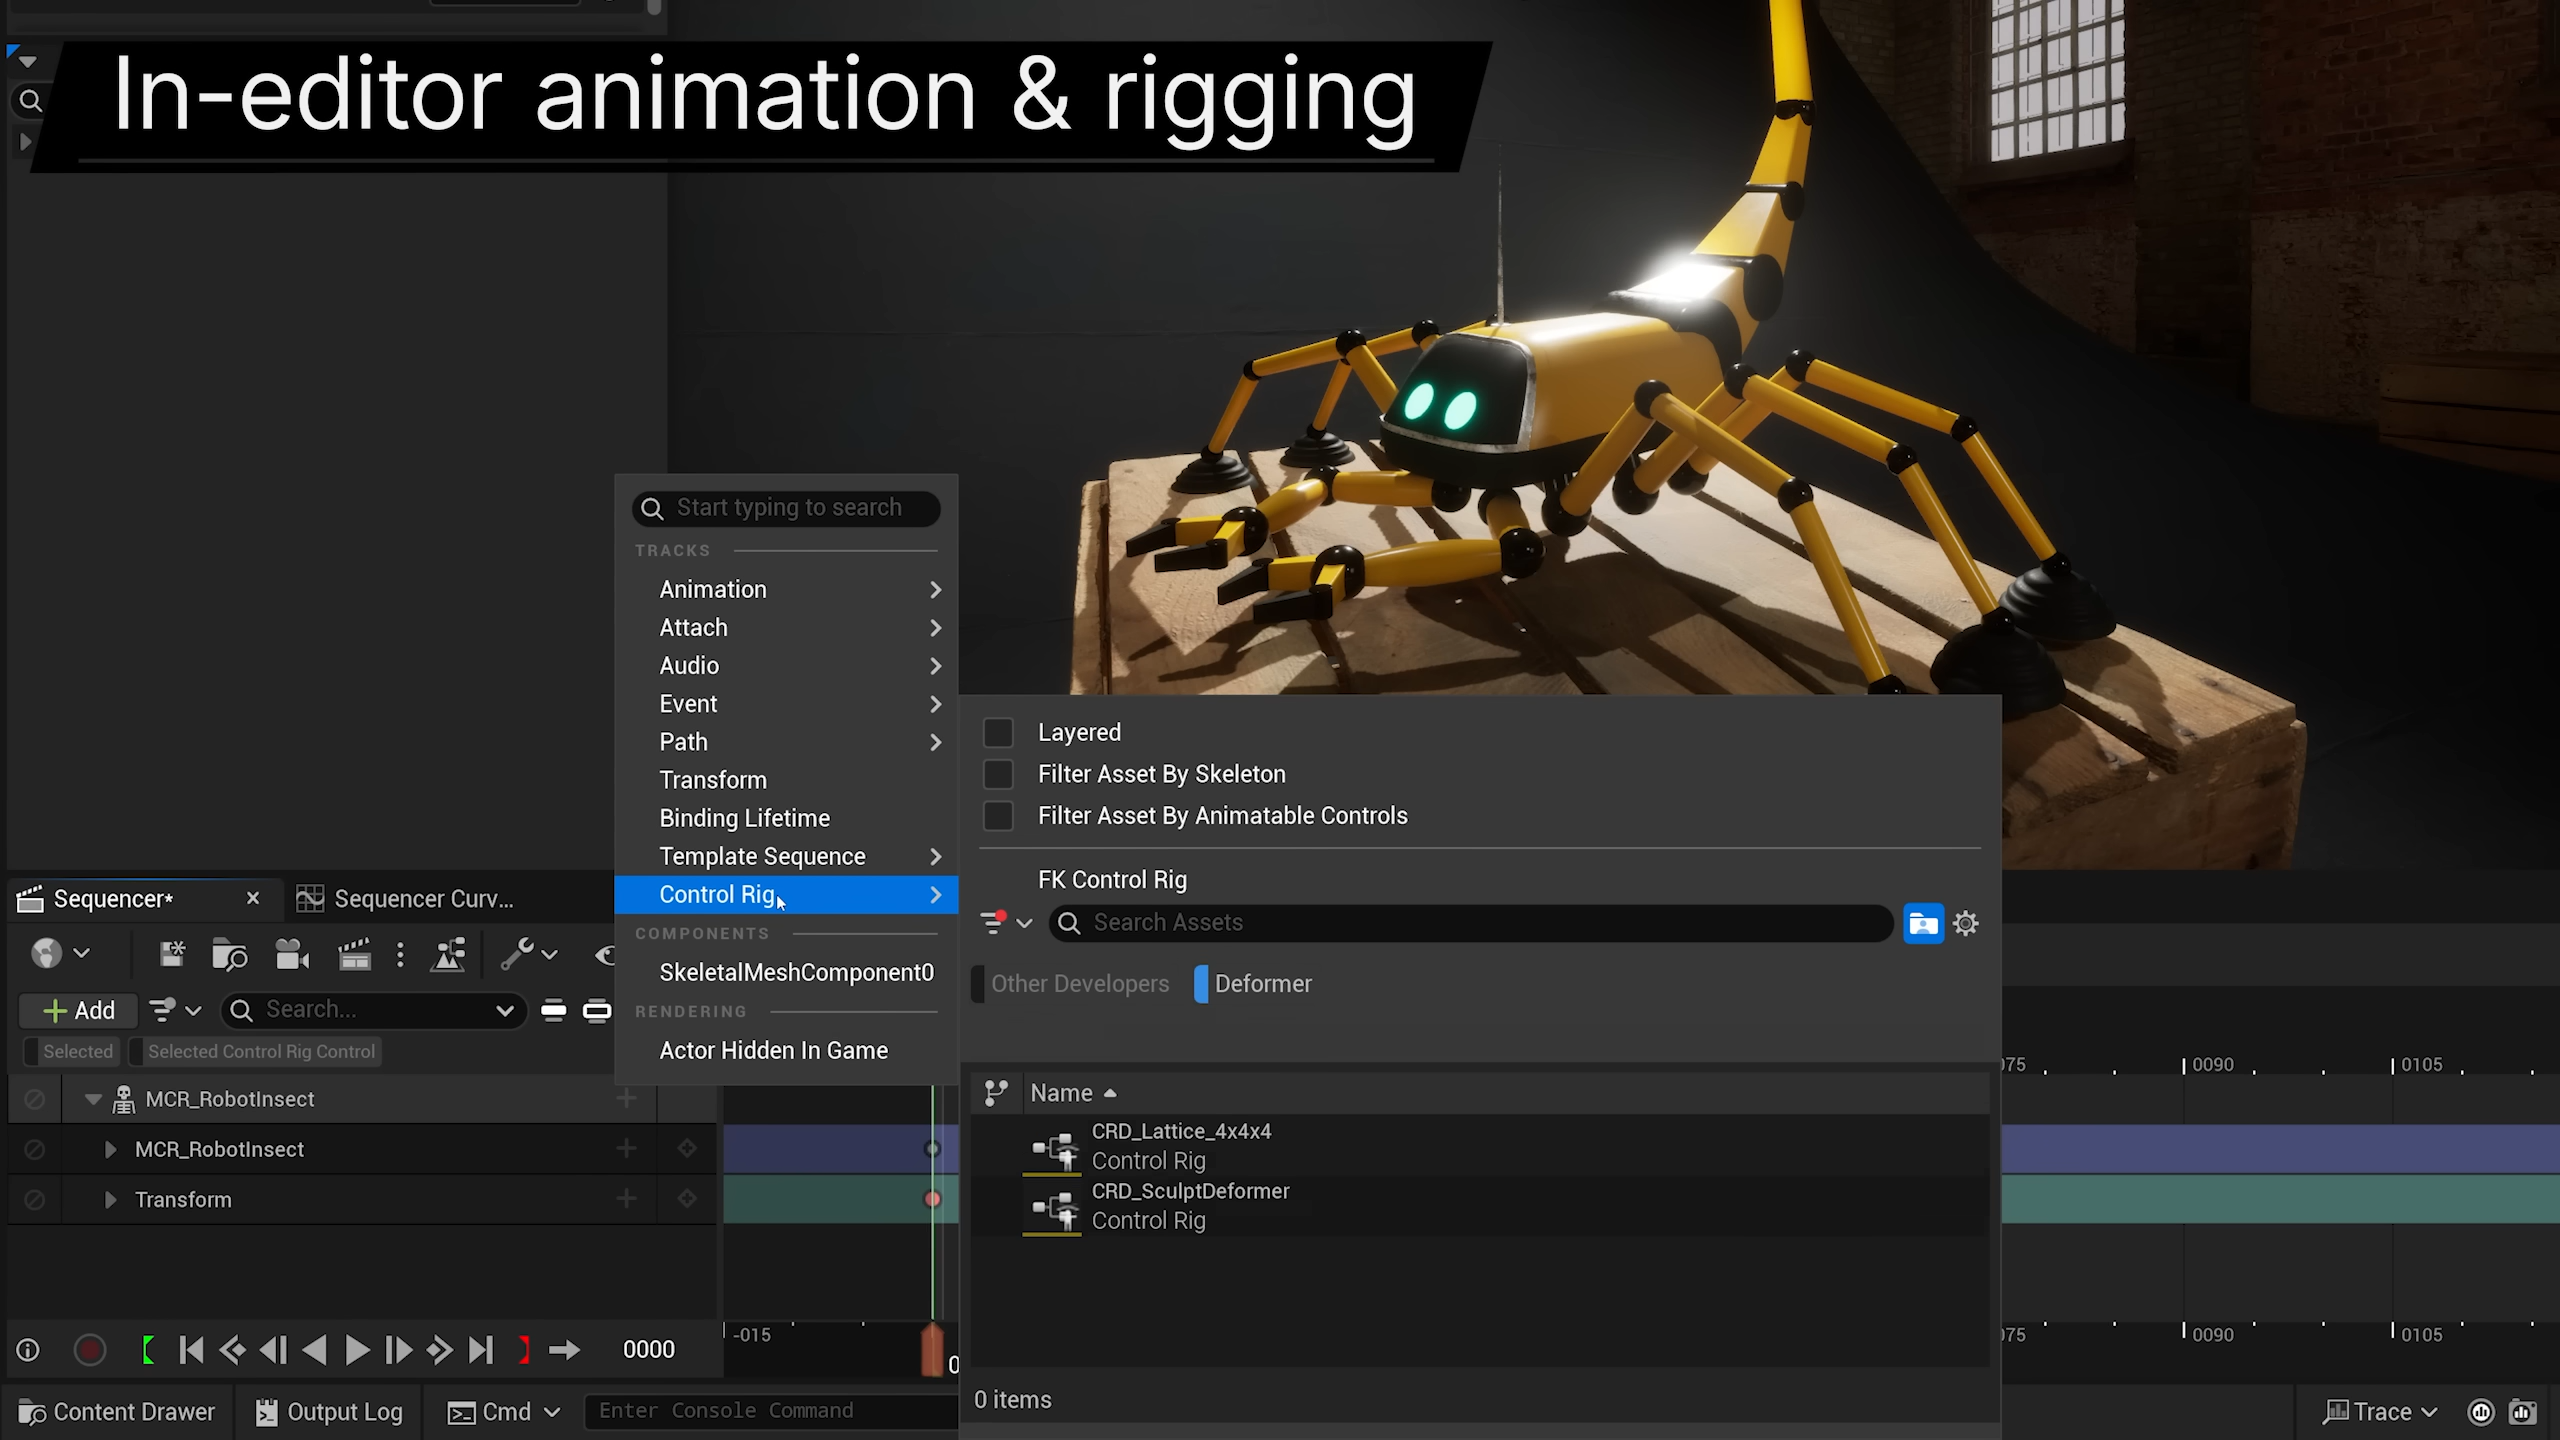 In-editor animation & rigging
Start typing to search
TRACKS
Animation
Attach
Audio
Event
Path
Transform
Binding Lifetime
Template Sequence
Control Rig
COMPONENTS
SkeletalMeshComponent0
RENDERING
Actor Hidden In Game
Layered
Filter Asset By Skeleton
Filter Asset By Animatable Controls
FK Control Rig
Search Assets
Other Developers
Deformer
Name
CRD_Lattice_4x4x4
Control Rig
CRD_SculptDeformer
Control Rig
0 items
Sequencer*
Sequencer Curv...
Add
Search...
Selected
Selected Control Rig Control
MCR_RobotInsect
MCR_RobotInsect
Transform
0000
-015
0
75
0090
0105
75
0090
0105
Content Drawer
Output Log
Cmd
Enter Console Command
Trace